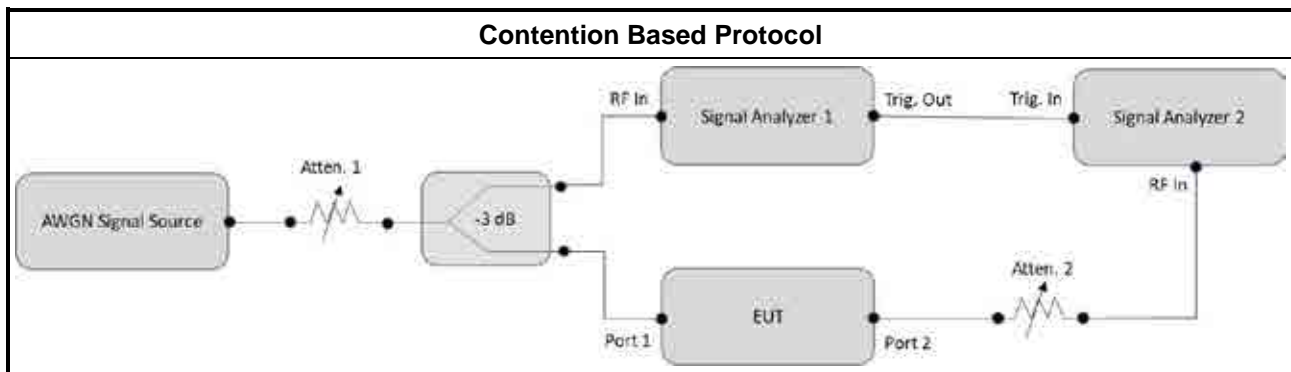 Contention Based Protocol
RF In
Signal Analyzer 1
Trig. Out
Trig. In
Signal Analyzer 2
Atten. 1
RF In
AWGN Signal Source
-3 dB
Atten. 2
EUT
Port 1
Port 2